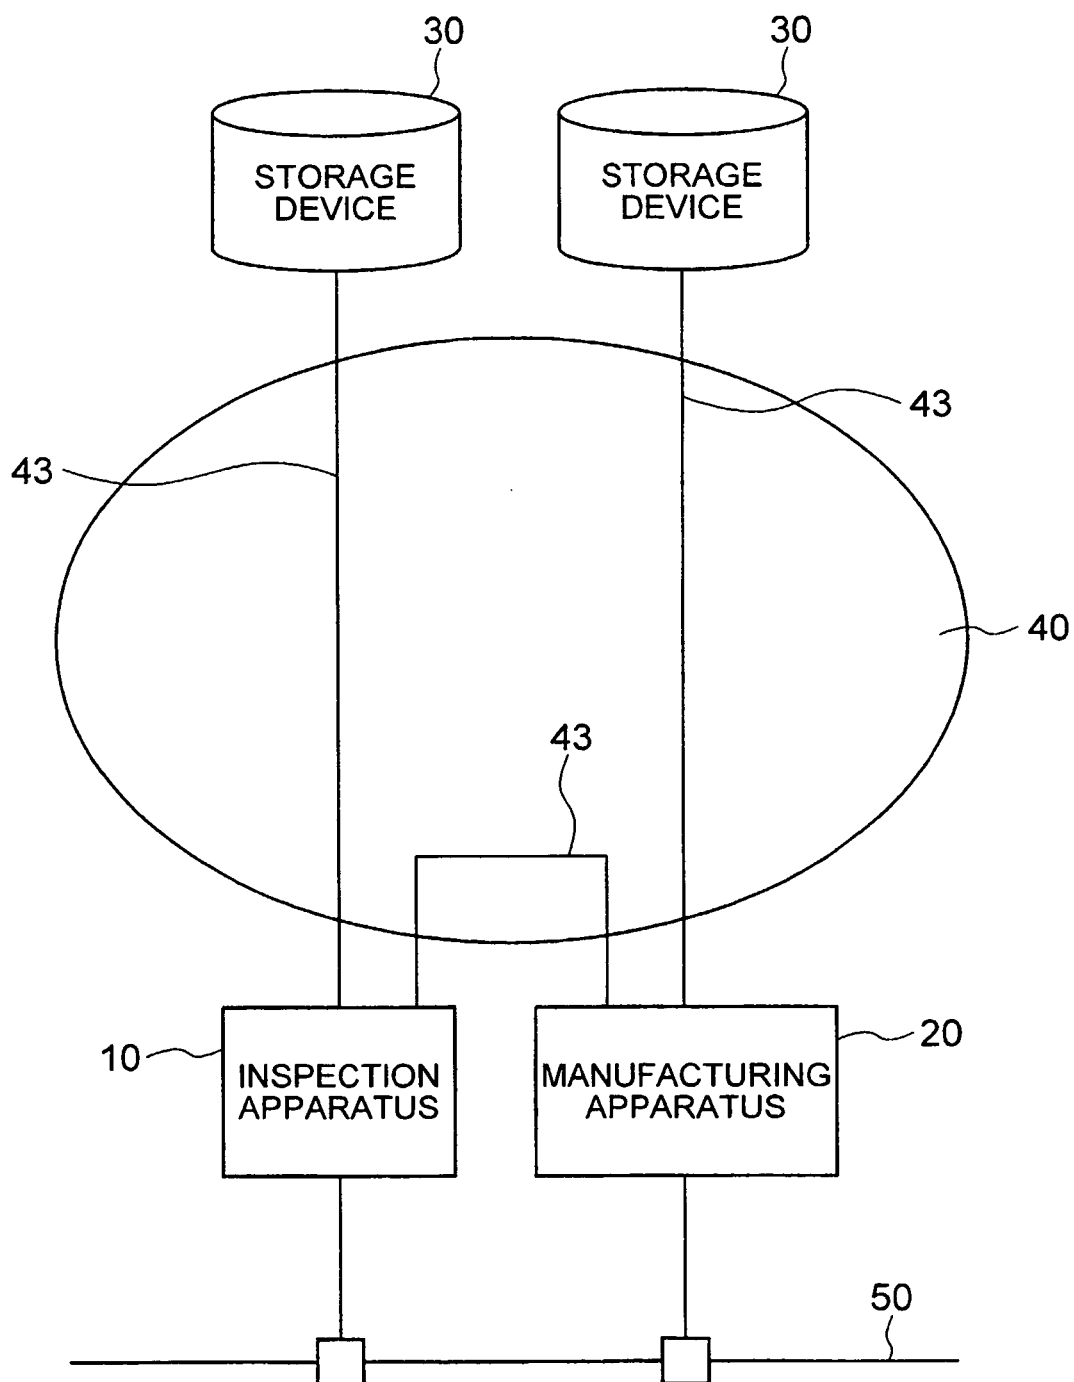 30
30
STORAGE
DEVICE
STORAGE
DEVICE
43
43
40
43
10
INSPECTION
APPARATUS
MANUFACTURING
APPARATUS
20
50